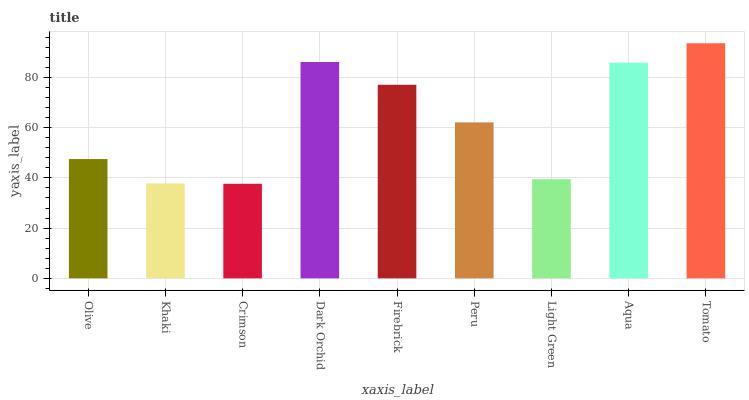 title
yaxis_label
80
60
40
20
0
Olive
Khaki
Crimson
Dark Orchid
Firebrick
Peru
Light Green
Aqua
Tomato
xaxis_label